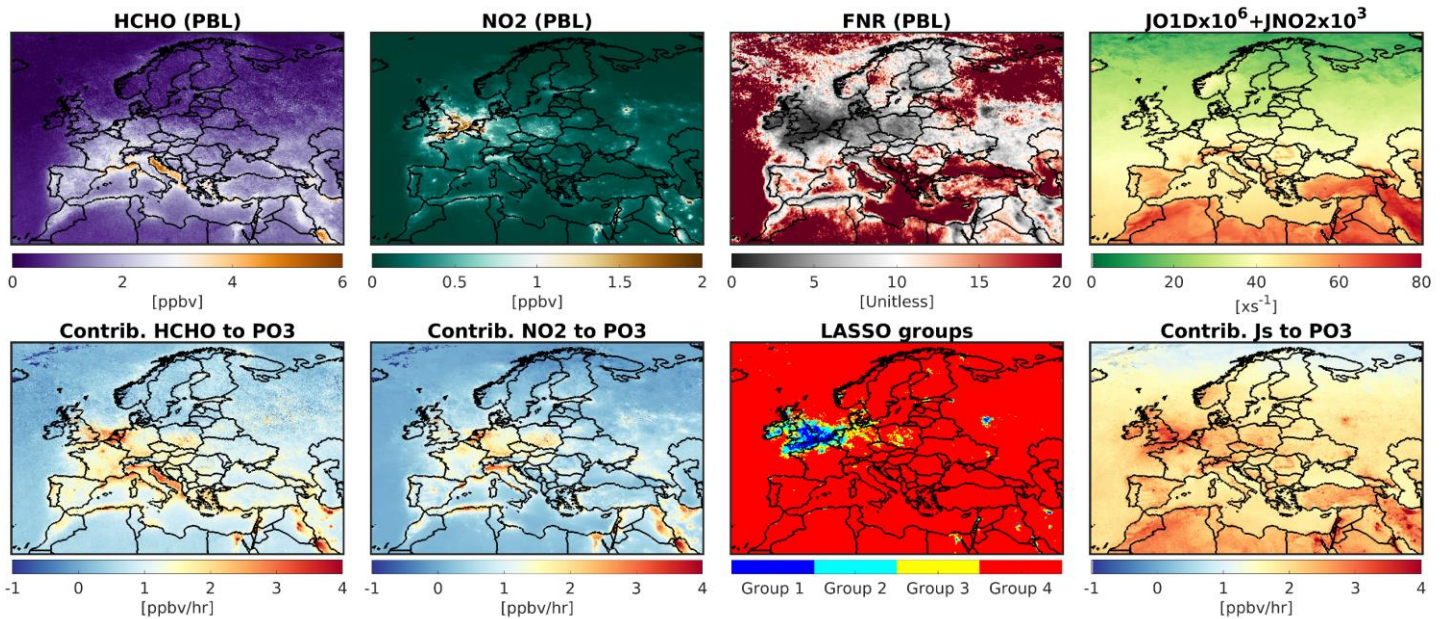 HCHO (PBL)
NO2 (PBL)
FNR (PBL)
JO1Dx10⁶+JNO2x10³
0 2 4 6
[ppbv]
0 0.5 1 1.5 2
[ppbv]
0 5 10 15 20
[Unitless]
0 20 40 60 80
[xs⁻¹]
Contrib. HCHO to PO3
Contrib. NO2 to PO3
LASSO groups
Contrib. Js to PO3
-1 0 1 2 3 4
[ppbv/hr]
-1 0 1 2 3 4
[ppbv/hr]
Group 1 Group 2 Group 3 Group 4
-1 0 1 2 3 4
[ppbv/hr]